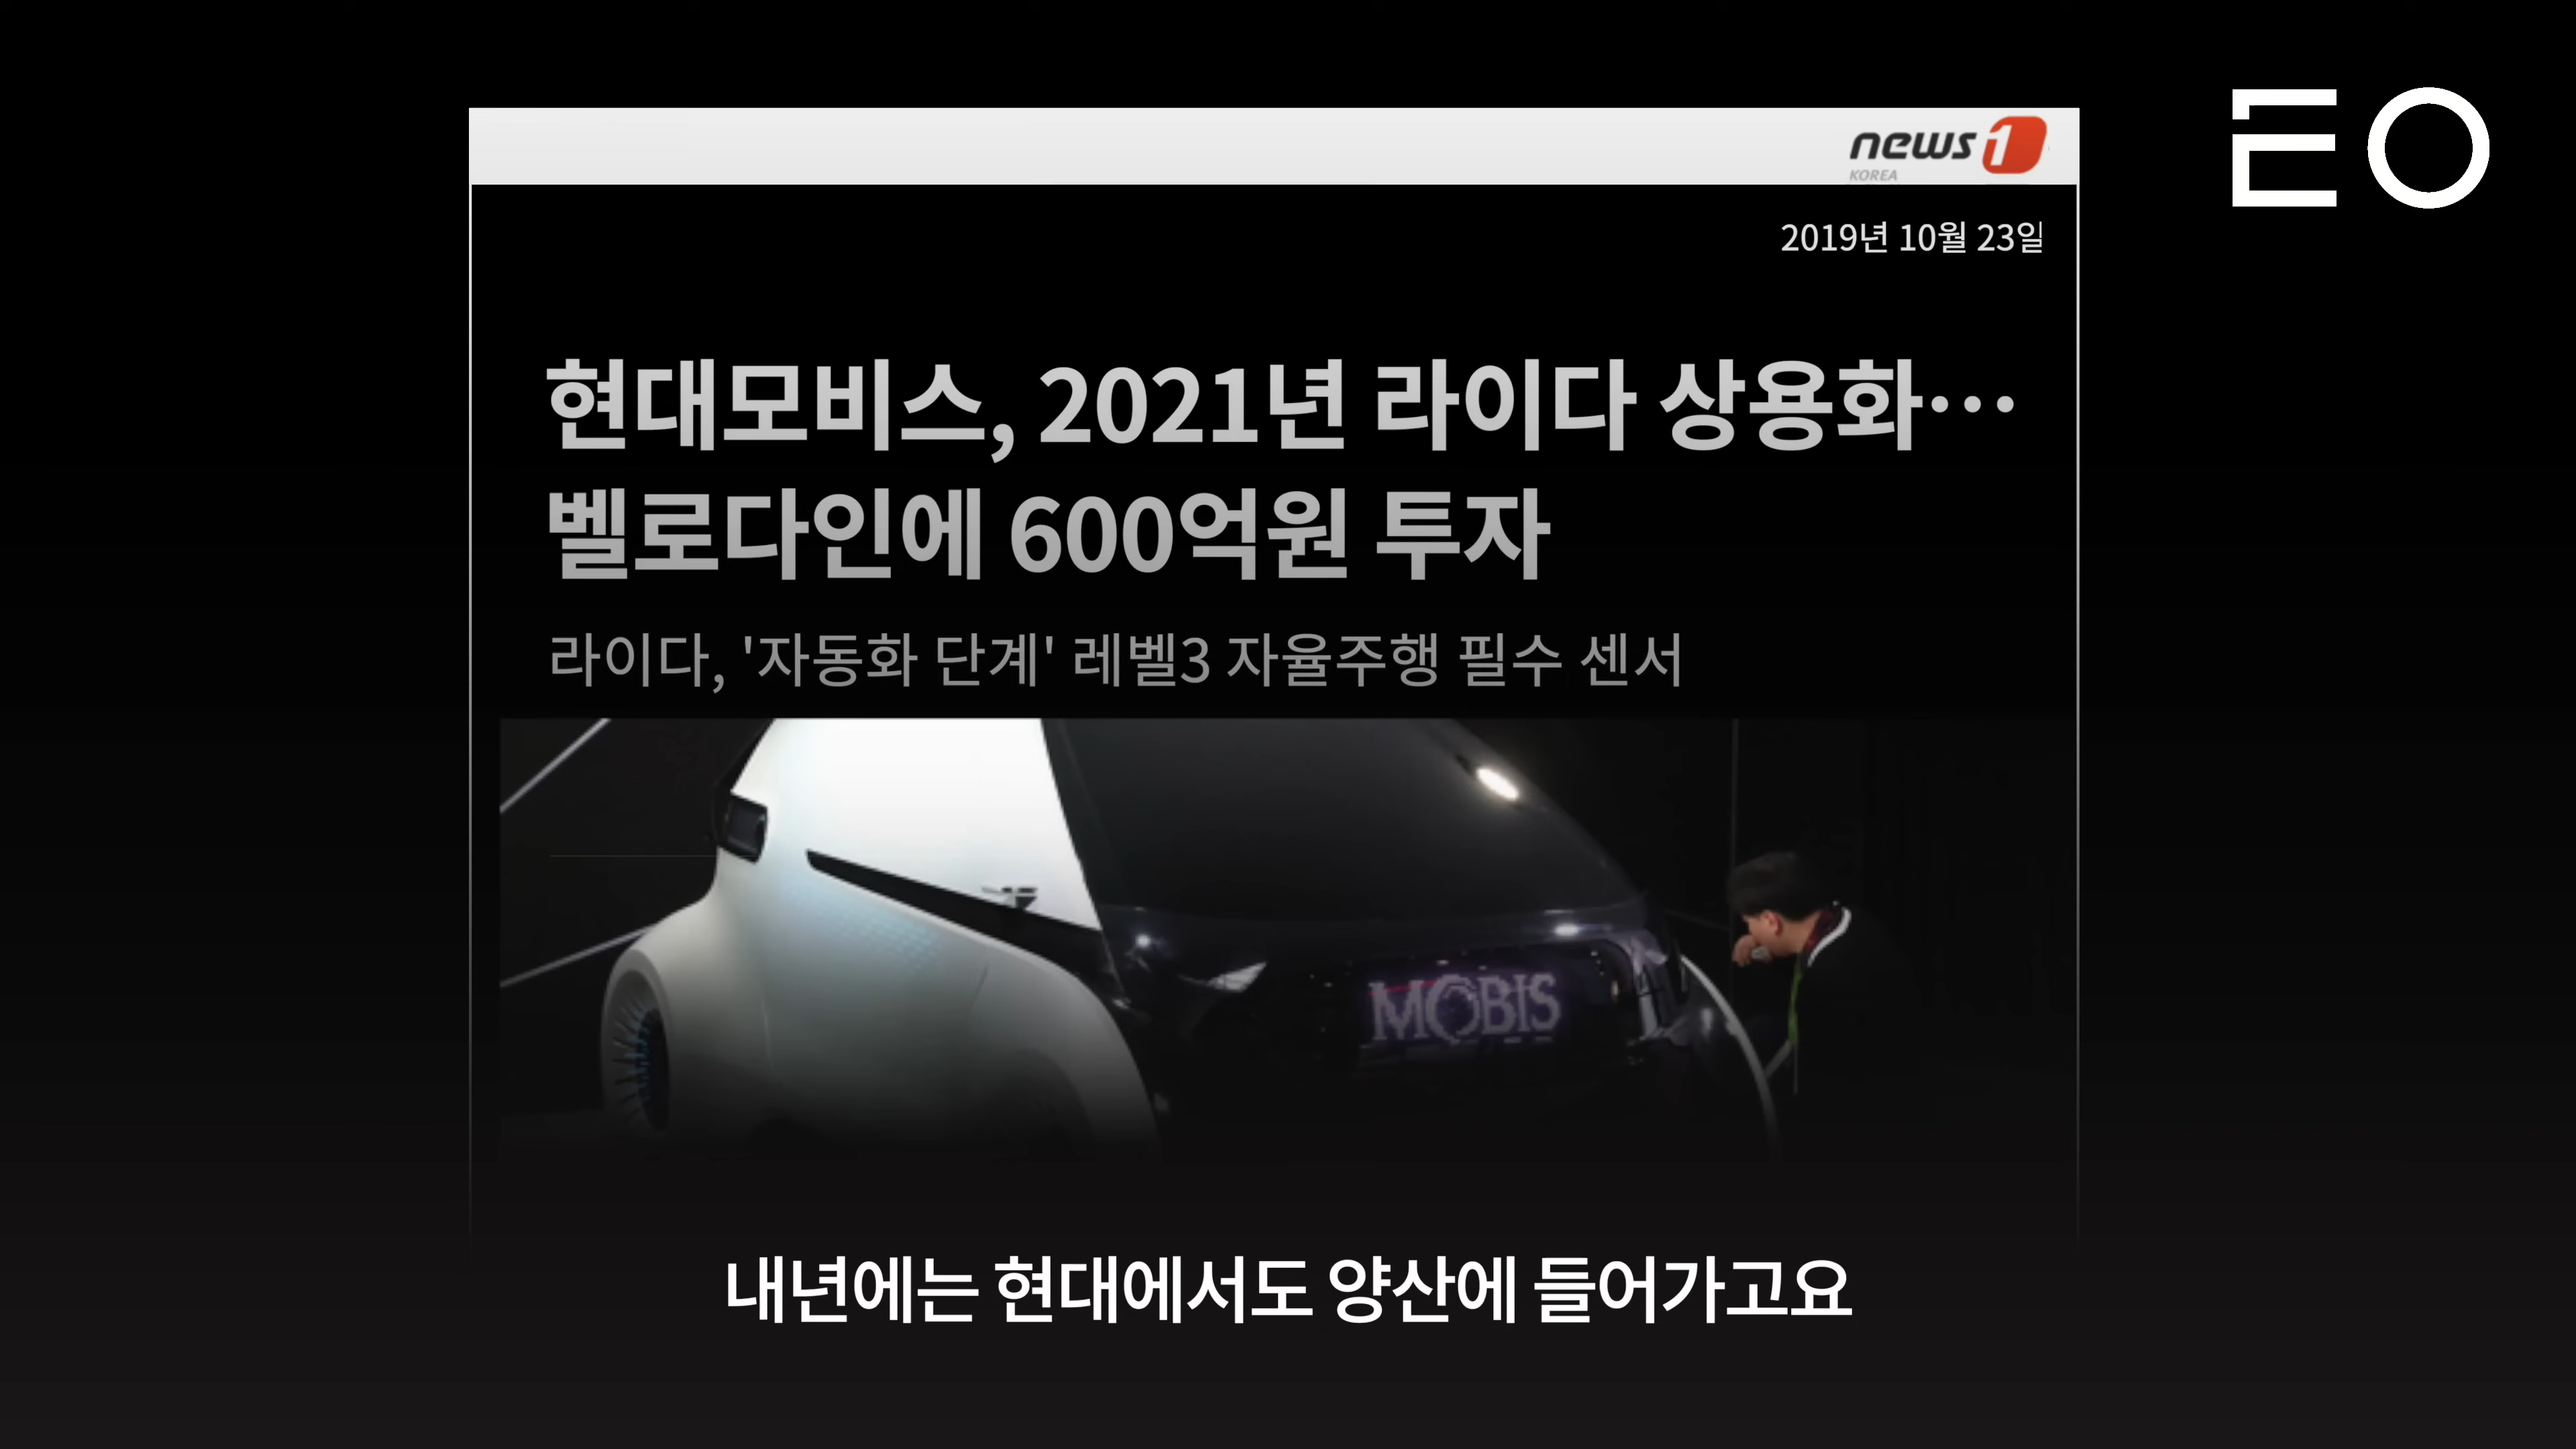 EO
news1
KOREA
2019년 10월 23일
현대모비스, 2021년 라이다 상용화…
벨로다인에 600억원 투자
라이다, '자동화 단계' 레벨3 자율주행 필수 센서
MOBIS
내년에는 현대에서도 양산에 들어가고요